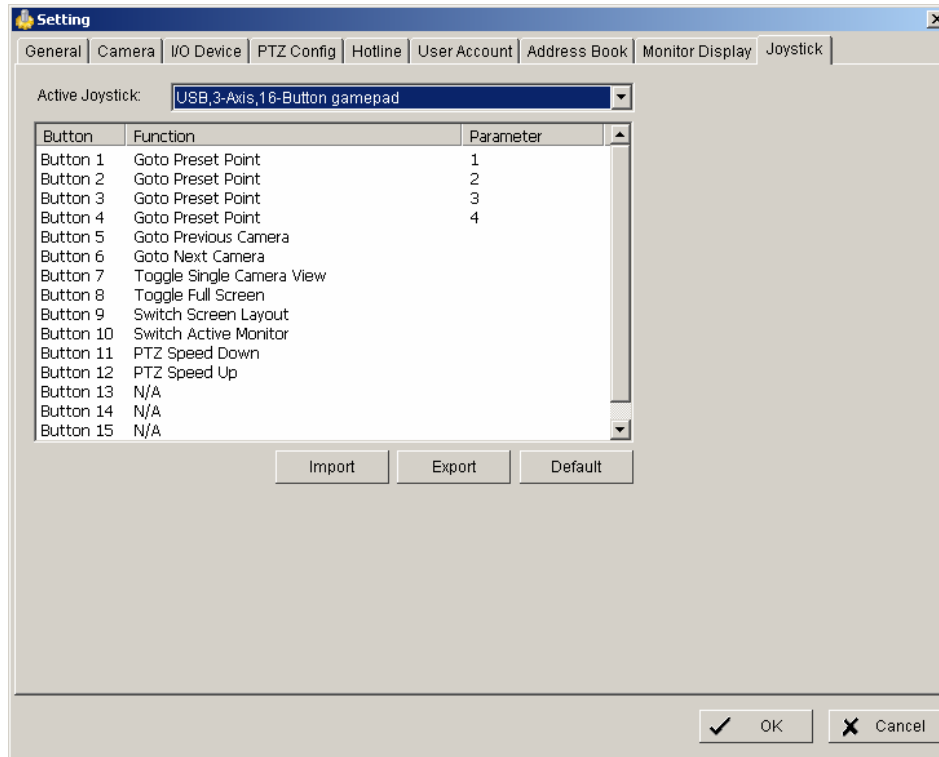 Setting
General Camera I/O Device PTZ Config Hotline User Account Address Book Monitor Display Joystick
Active Joystick: USB,3-Axis,16-Button gamepad
Button Function Parameter
Button 1 Goto Preset Point 1
Button 2 Goto Preset Point 2
Button 3 Goto Preset Point 3
Button 4 Goto Preset Point 4
Button 5 Goto Previous Camera
Button 6 Goto Next Camera
Button 7 Toggle Single Camera View
Button 8 Toggle Full Screen
Button 9 Switch Screen Layout
Button 10 Switch Active Monitor
Button 11 PTZ Speed Down
Button 12 PTZ Speed Up
Button 13 N/A
Button 14 N/A
Button 15 N/A
Import Export Default
OK Cancel